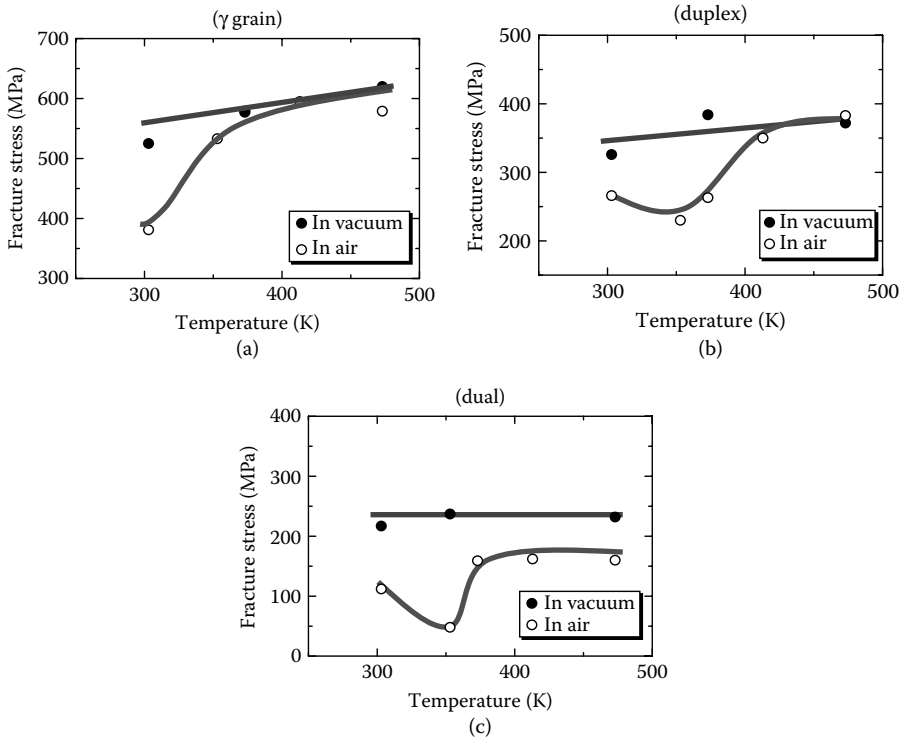 (γ grain)
Fracture stress (MPa)
700
600
500
400
300
300
400
500
In vacuum
In air
Temperature (K)
(a)
(duplex)
Fracture stress (MPa)
500
400
300
200
300
400
500
In vacuum
In air
Temperature (K)
(b)
(dual)
Fracture stress (MPa)
400
300
200
100
0
300
400
500
In vacuum
In air
Temperature (K)
(c)